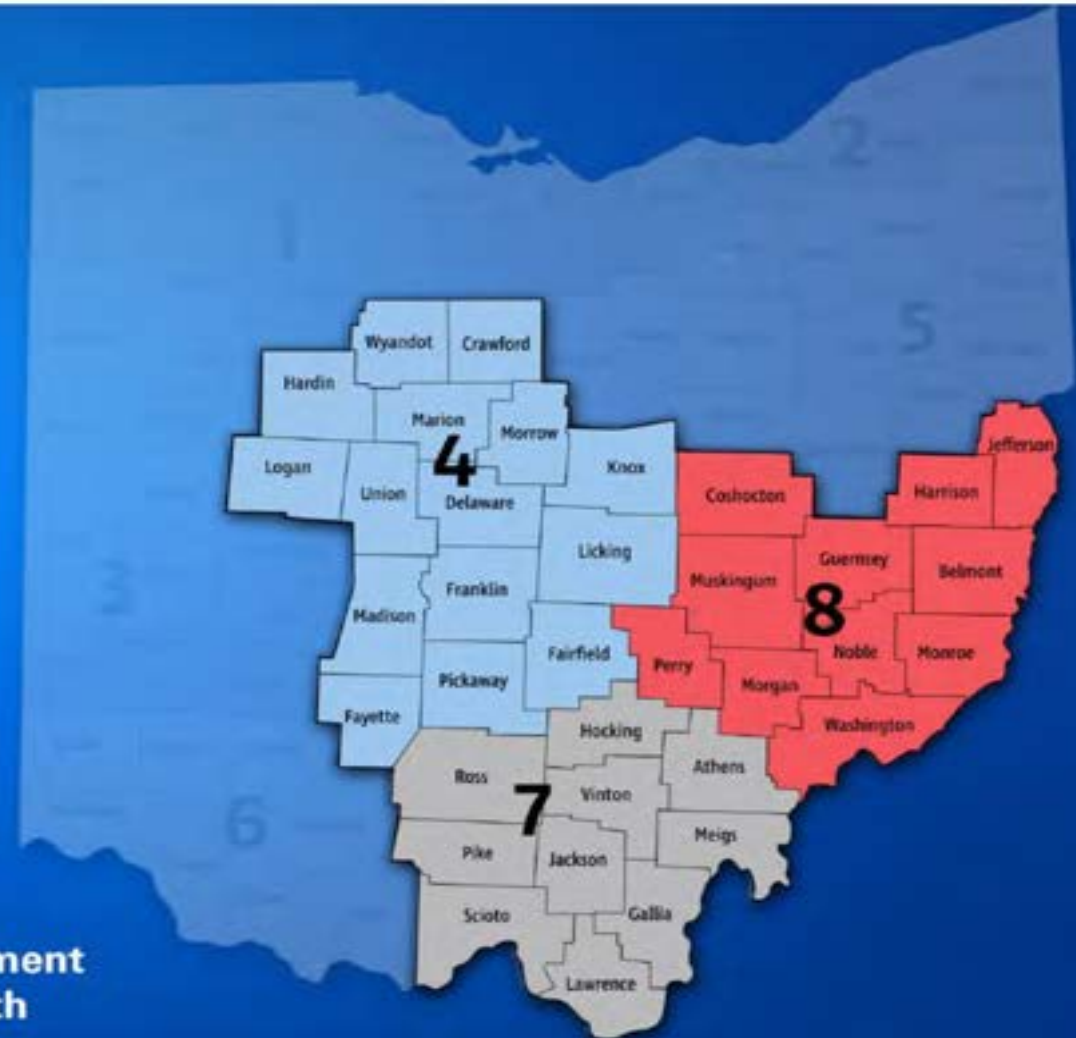 2
1
5
Wyandot Crawford
Hardin
Marion
Morrow
Jefferson
4
Logan
Knox
Union
Delaware
Coshocton
Harrison
Licking
Guernsey
Belmont
Muskingum
3
Franklin
8
Madison
Fairfield
Perry
Noble
Monroe
Pickaway
Morgan
Fayette
Washington
Hocking
Ross
Athens
7
Vinton
6
Meigs
Pike
Jackson
Scioto
Gallia
ment
Lawrence
th